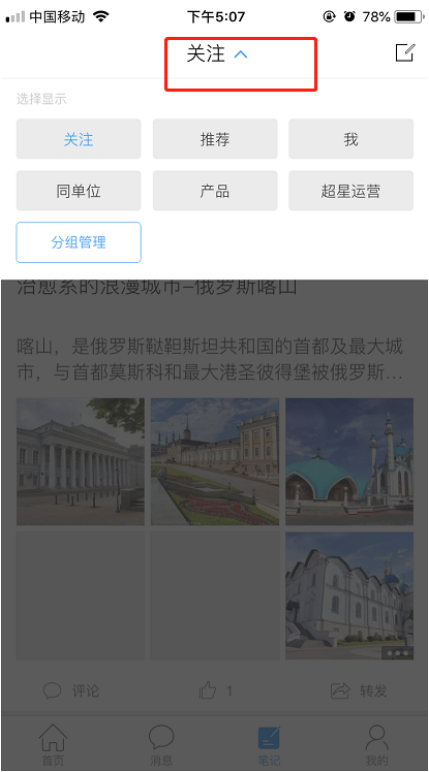 中国移动 下午5:07 78%
关注
选择显示
关注 推荐 我
同单位 产品 超星运营
分组管理
治愈系的浪漫城市–俄罗斯喀山
喀山，是俄罗斯鞑靼斯坦共和国的首都及最大城
市，与首都莫斯科和最大港圣彼得堡被俄罗斯...
评论 1 转发
首页 消息 笔记 我的